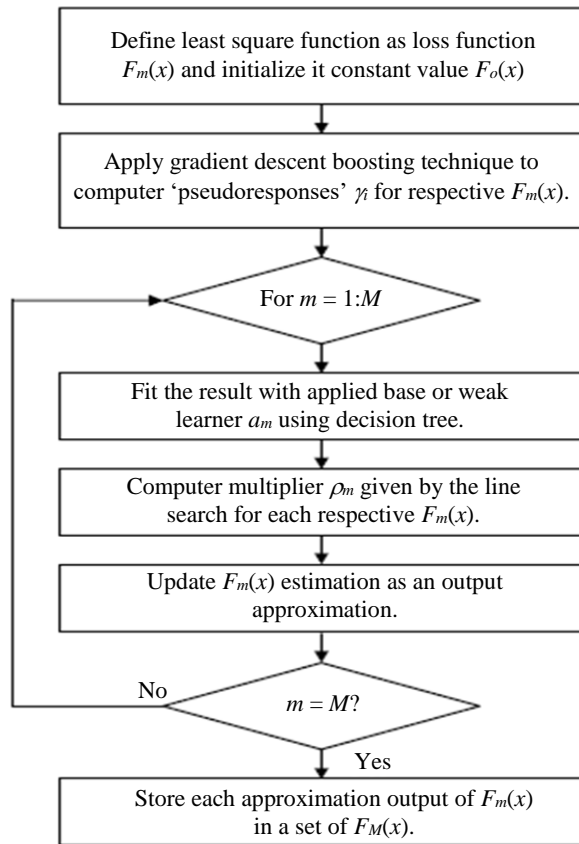 Define least square function as loss function
Fm(x) and initialize it constant value Fo(x)
Apply gradient descent boosting technique to
computer ‘pseudoresponses’ γi for respective Fm(x).
For m = 1:M
Fit the result with applied base or weak
learner am using decision tree.
Computer multiplier ρm given by the line
search for each respective Fm(x).
Update Fm(x) estimation as an output
approximation.
No
m = M?
Yes
Store each approximation output of Fm(x)
in a set of FM(x).